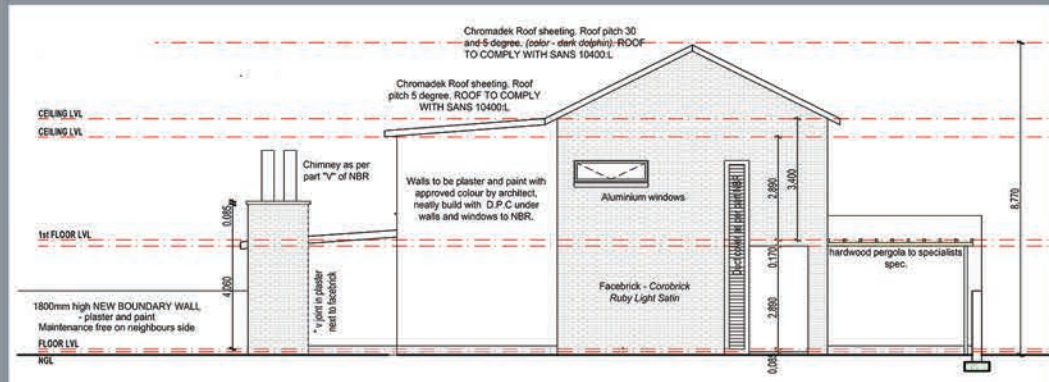 Chromadek Roof sheeting. Roof pitch 30
and 5 degree. (color - dark dolphin). ROOF
TO COMPLY WITH SANS 10400:L
Chromadek Roof sheeting. Roof
pitch 5 degree. ROOF TO COMPLY
WITH SANS 10400:L
CEILING LVL
CEILING LVL
Chimney as per
part "V" of NBR
Walls to be plaster and paint with
approved colour by architect,
neatly build with D.P.C under
walls and windows to NBR.
Aluminium windows
Duct cover as per part NBR
2,890
3,400
8,770
0,085
1st FLOOR LVL
4,060
0,170
hardwood pergola to specialists
spec.
" v joint in plaster
next to facebrick
Facebrick - Corobrick
Ruby Light Satin
2,890
1800mm high NEW BOUNDARY WALL
- plaster and paint
Maintenance free on neighbours side
FLOOR LVL
NGL
0,085